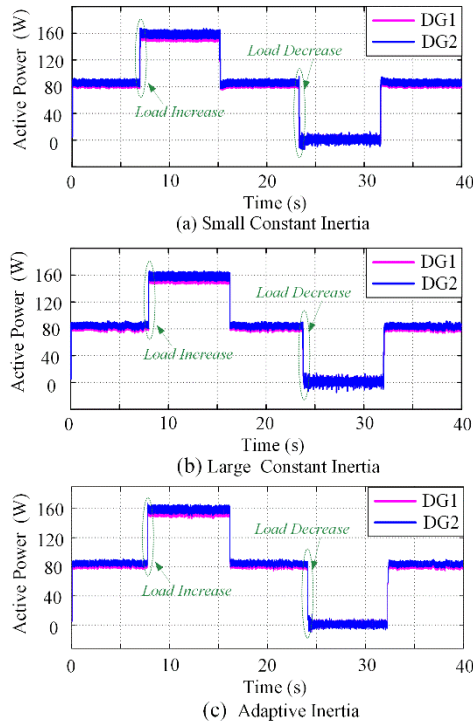 Active Power (W)
160
120
80
40
0
DG1
DG2
Load Decrease
Load Increase
0 10 20 30 40
Time (s)
(a) Small Constant Inertia
Active Power (W)
160
120
80
40
0
DG1
DG2
Load Decrease
Load Increase
0 10 20 30 40
Time (s)
(b) Large Constant Inertia
Active Power (W)
160
120
80
40
0
DG1
DG2
Load Decrease
Load Increase
0 10 20 30 40
Time (s)
(c) Adaptive Inertia